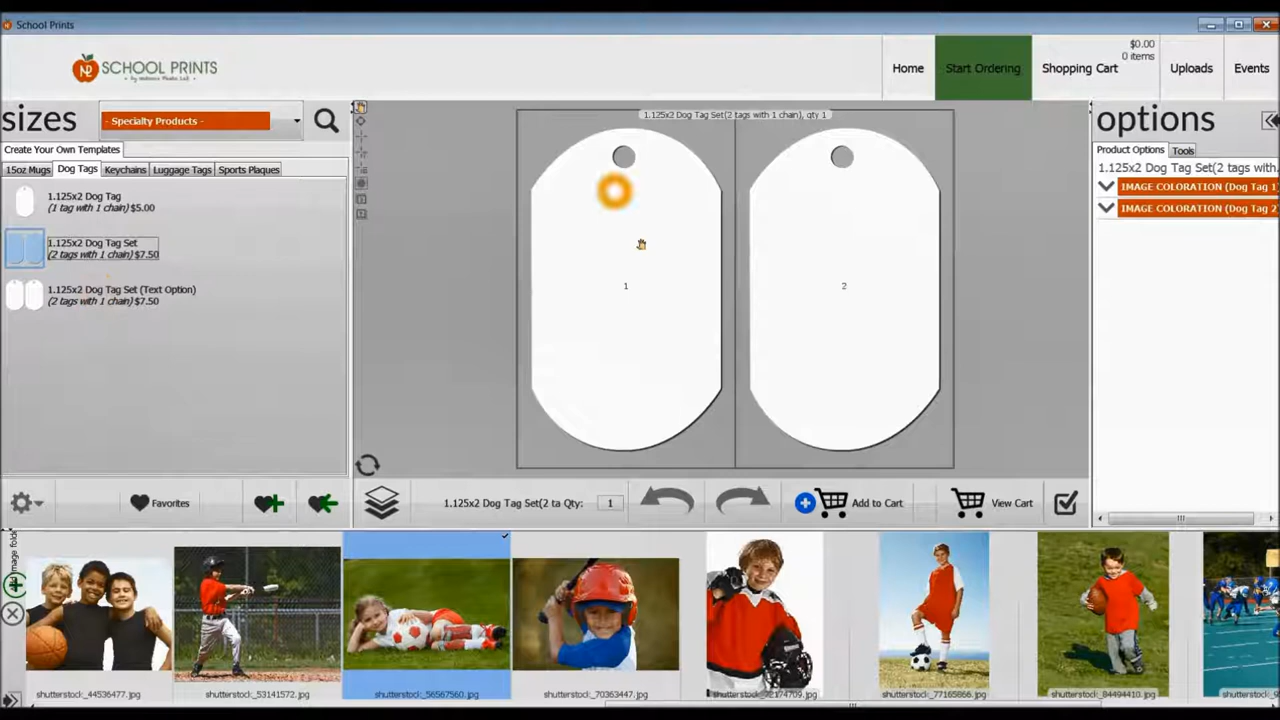 School Prints
SCHOOL PRINTS
Home
Start Ordering
$0.00
0 items
Shopping Cart
Uploads
Events
sizes
- Specialty Products -
Create Your Own Templates
15oz Mugs
Dog Tags
Keychains
Luggage Tags
Sports Plaques
1.125x2 Dog Tag
(1 tag with 1 chain) $5.00
1.125x2 Dog Tag Set
(2 tags with 1 chain) $7.50
1.125x2 Dog Tag Set (Text Option)
(2 tags with 1 chain) $7.50
1.125x2 Dog Tag Set(2 tags with 1 chain), qty 1
1
2
options
Product Options
Tools
1.125x2 Dog Tag Set(2 tags with.
IMAGE COLORATION (Dog Tag 1)
IMAGE COLORATION (Dog Tag 2)
Favorites
1.125x2 Dog Tag Set(2 ta Qty:
1
Add to Cart
View Cart
shutterstock_44536477.jpg
shutterstock_53141572.jpg
shutterstock_56567560.jpg
shutterstock_70363447.jpg
shutterstock_72174709.jpg
shutterstock_77165866.jpg
shutterstock_84494410.jpg